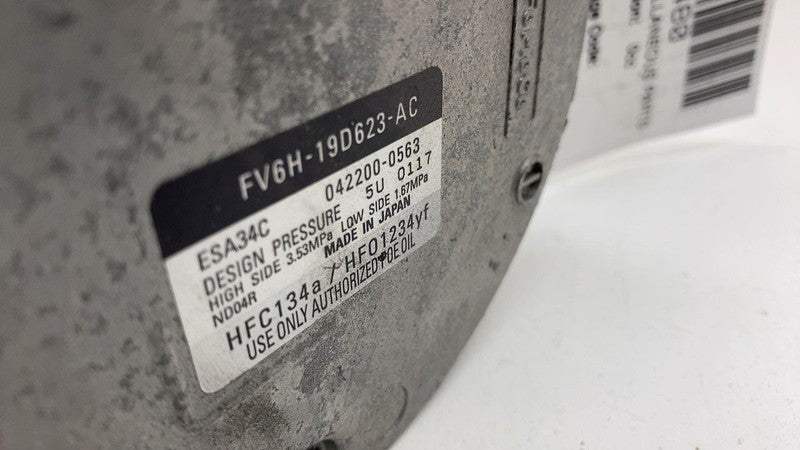 FV6H-19D623-AC
ESA34C 042200-0563
DESIGN PRESSURE 5U 0117
HIGH SIDE 3.53MPa LOW SIDE 1.67MPa
ND04R MADE IN JAPAN
HFC134a / HFO1234yf
USE ONLY AUTHORIZED POE OIL